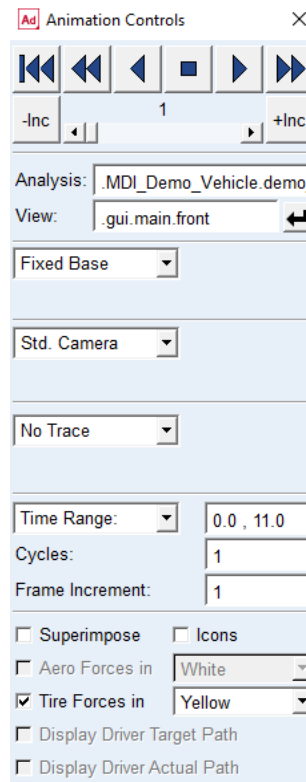 Ad Animation Controls
1
-Inc
+Inc
Analysis: .MDI_Demo_Vehicle.demo
View: .gui.main.front
Fixed Base
Std. Camera
No Trace
Time Range: 0.0 , 11.0
Cycles: 1
Frame Increment: 1
Superimpose Icons
Aero Forces in White
Tire Forces in Yellow
Display Driver Target Path
Display Driver Actual Path